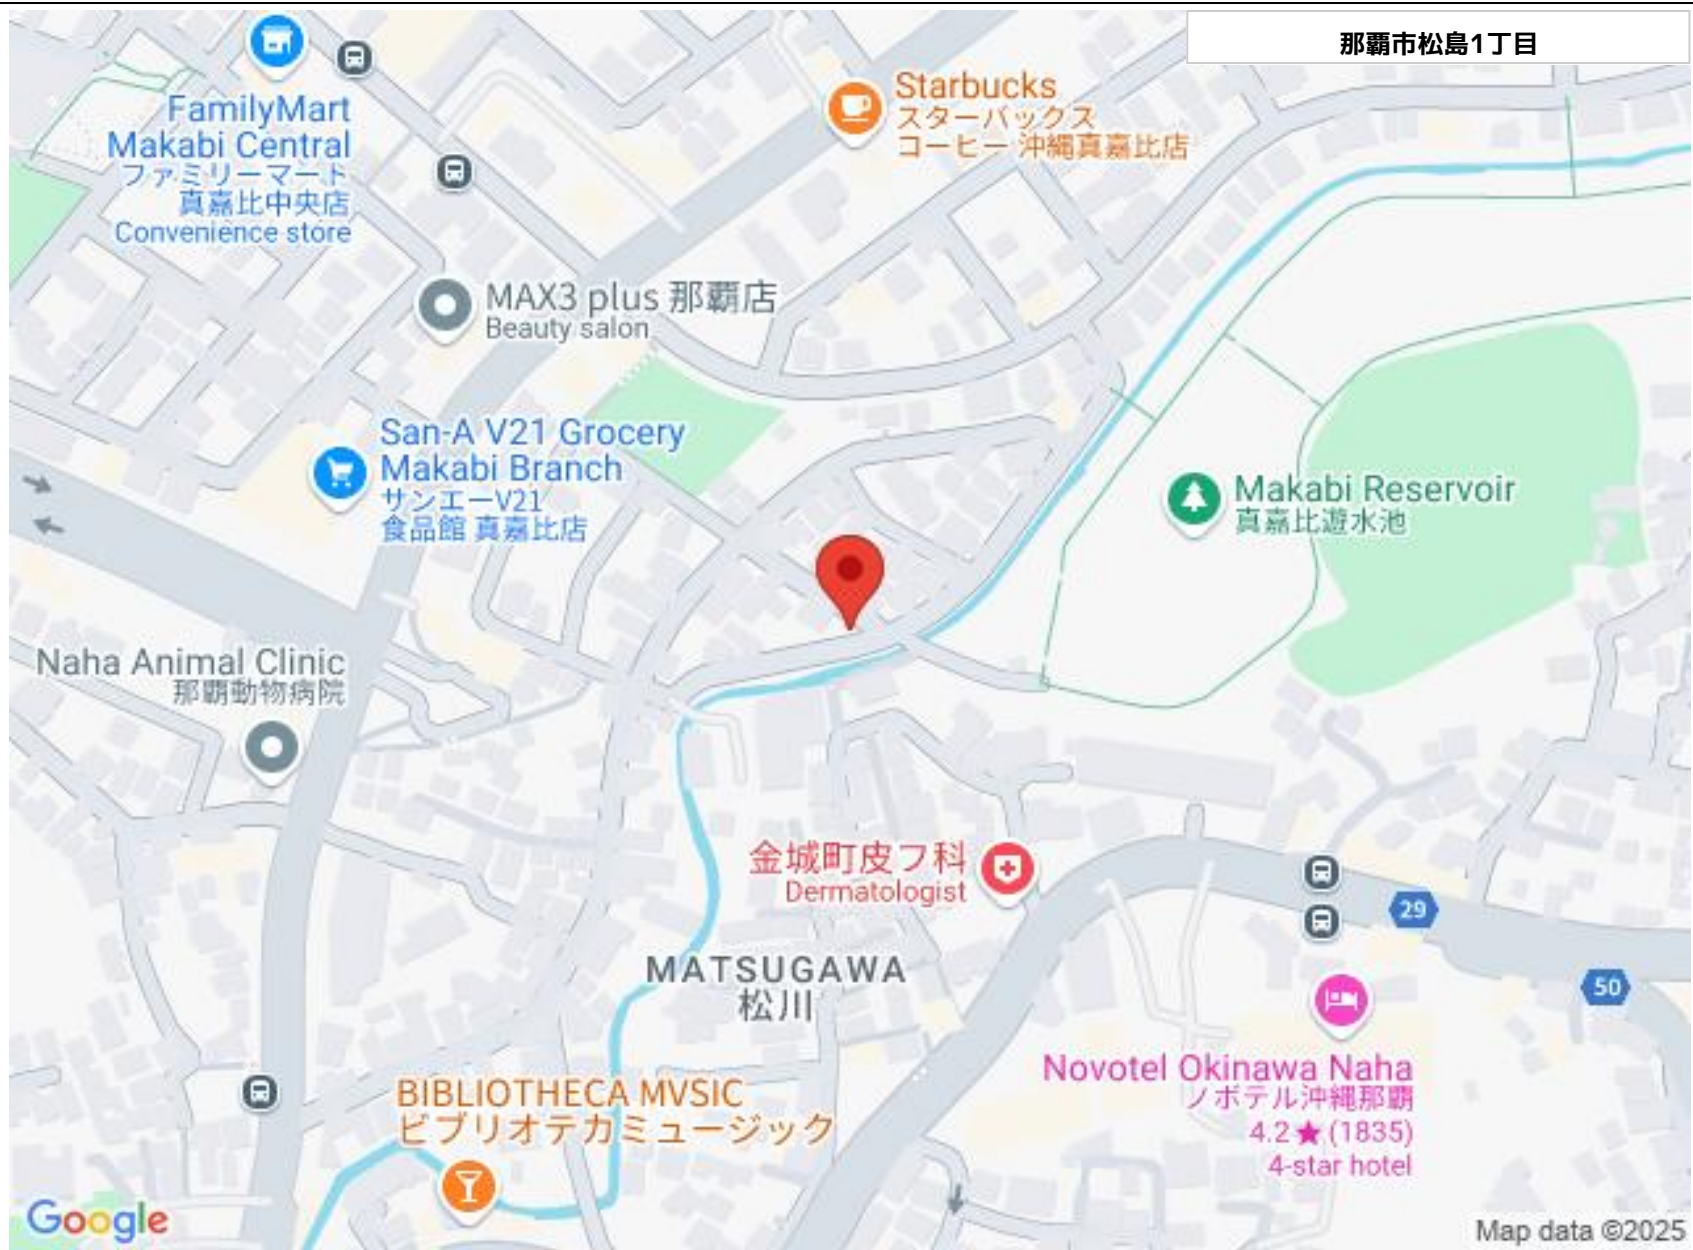 那覇市松島1丁目
Starbucks
スターバックス
コーヒー 沖縄真嘉比店
FamilyMart
Makabi Central
ファミリーマート
真嘉比中央店
Convenience store
MAX3 plus 那覇店
Beauty salon
San-A V21 Grocery
Makabi Branch
サンエーV21
食品館 真嘉比店
Makabi Reservoir
真嘉比遊水池
Naha Animal Clinic
那覇動物病院
金城町皮フ科
Dermatologist
29
MATSUGAWA
松川
50
Novotel Okinawa Naha
ノボテル沖縄那覇
4.2★(1835)
4-star hotel
BIBLIOTHECA MVSIC
ビブリオテカミュージック
Google
Map data ©2025